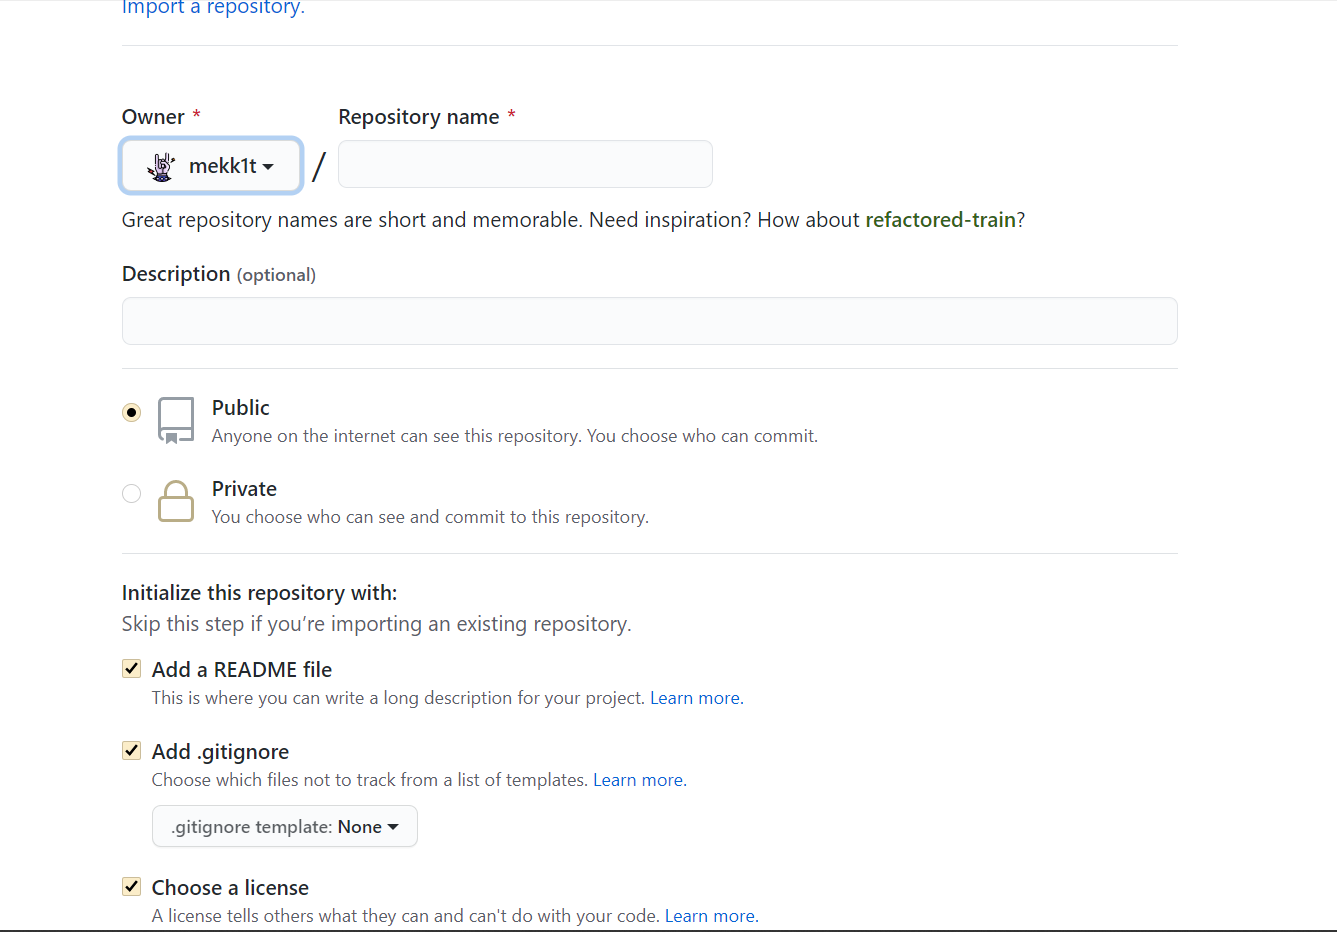 Import a repository.
Owner *
Repository name *
mekk1t
/
Great repository names are short and memorable. Need inspiration? How about refactored-train?
Description (optional)
Public
Anyone on the internet can see this repository. You choose who can commit.
Private
You choose who can see and commit to this repository.
Initialize this repository with:
Skip this step if you’re importing an existing repository.
Add a README file
This is where you can write a long description for your project. Learn more.
Add .gitignore
Choose which files not to track from a list of templates. Learn more.
.gitignore template: None
Choose a license
A license tells others what they can and can't do with your code. Learn more.